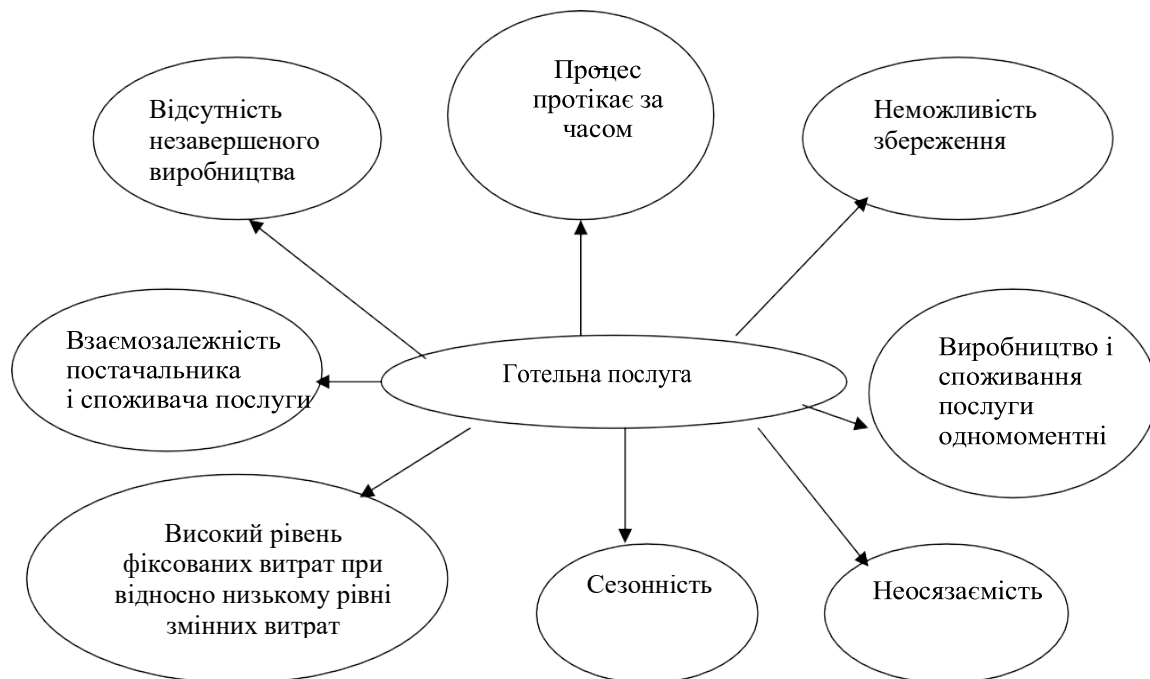 Процес
протікає за
часом
Відсутність
незавершеного
виробництва
Неможливість
збереження
Взаємозалежність
постачальника
і споживача послуги
Готельна послуга
Виробництво і
споживання
послуги
одномоментні
Високий рівень
фіксованих витрат при
відносно низькому рівні
змінних витрат
Сезонність
Неосязаємість